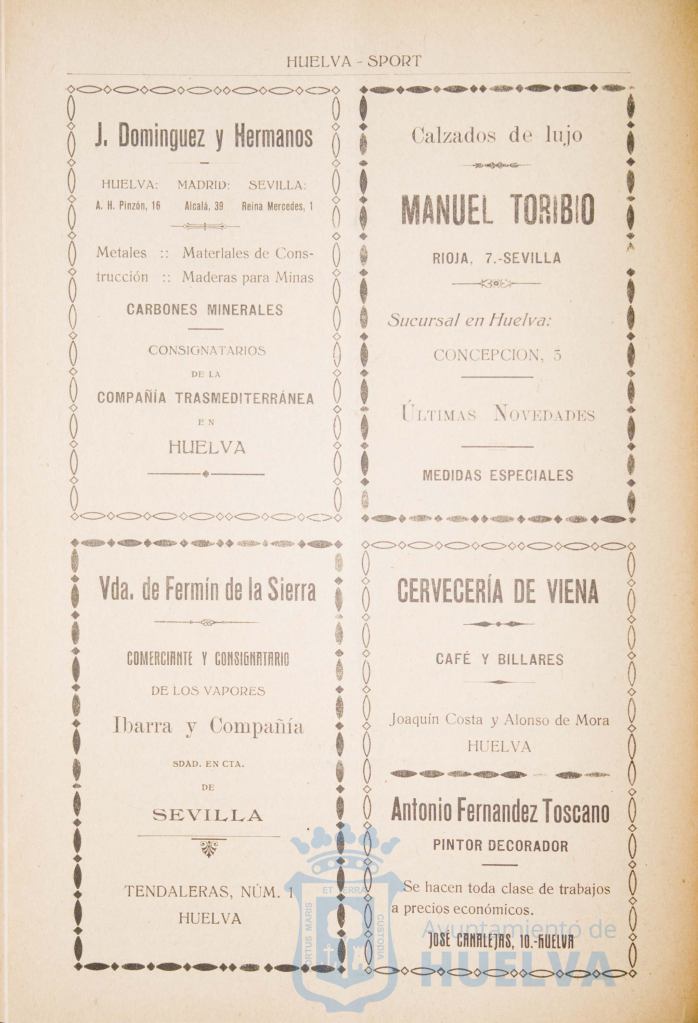 HUELVA - SPORT
J. Dominguez y Hermanos
HUELVA: MADRID: SEVILLA:
A. H. Pinzón, 16 Alcalá, 39 Reina Mercedes, 1
Metales :: Materiales de Cons-
trucción :: Maderas para Minas
CARBONES MINERALES
CONSIGNATARIOS
DE LA
COMPAÑÍA TRASMEDITERRÁNEA
EN
HUELVA
Calzados de lujo
MANUEL TORIBIO
RIOJA, 7.-SEVILLA
Sucursal en Huelva:
CONCEPCION, 5
ÚLTIMAS NOVEDADES
MEDIDAS ESPECIALES
Vda. de Fermín de la Sierra
COMERCIANTE Y CONSIGNATARIO
DE LOS VAPORES
Ibarra y Compañía
SDAD. EN CTA.
DE
SEVILLA
TENDALERAS, NÚM. 1
HUELVA
CERVECERÍA DE VIENA
CAFÉ Y BILLARES
Joaquín Costa y Alonso de Mora
HUELVA
Antonio Fernandez Toscano
PINTOR DECORADOR
Se hacen toda clase de trabajos
a precios económicos.
JOSÉ CANALEJAS, 10.-HUELVA
PORTUS MARIS ET TERRA CUSTODIA
Ayuntamiento de
HUELVA